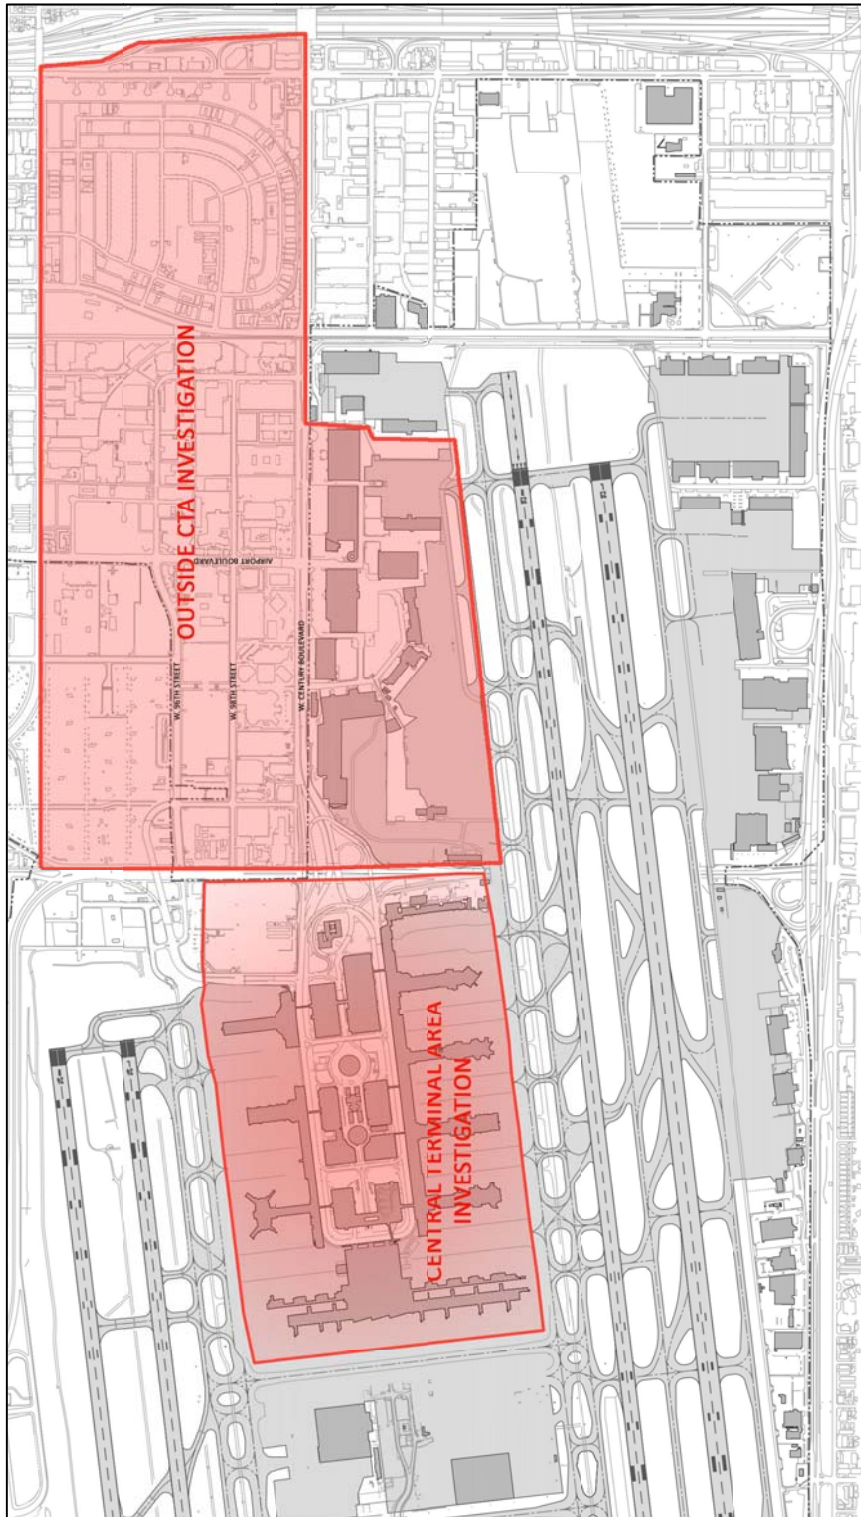 OUTSIDE CTA INVESTIGATION
W. 96TH STREET
W. 98TH STREET
AIRPORT BOULEVARD
W. CENTURY BOULEVARD
CENTRAL TERMINAL AREA
INVESTIGATION